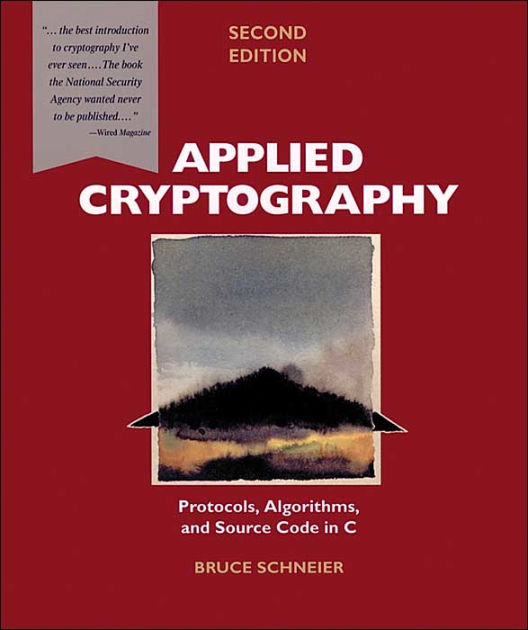 “... the best introduction
to cryptography I’ve
ever seen.... The book
the National Security
Agency wanted never
to be published....”
—Wired Magazine
SECOND
EDITION
APPLIED
CRYPTOGRAPHY
Protocols, Algorithms,
and Source Code in C
BRUCE SCHNEIER